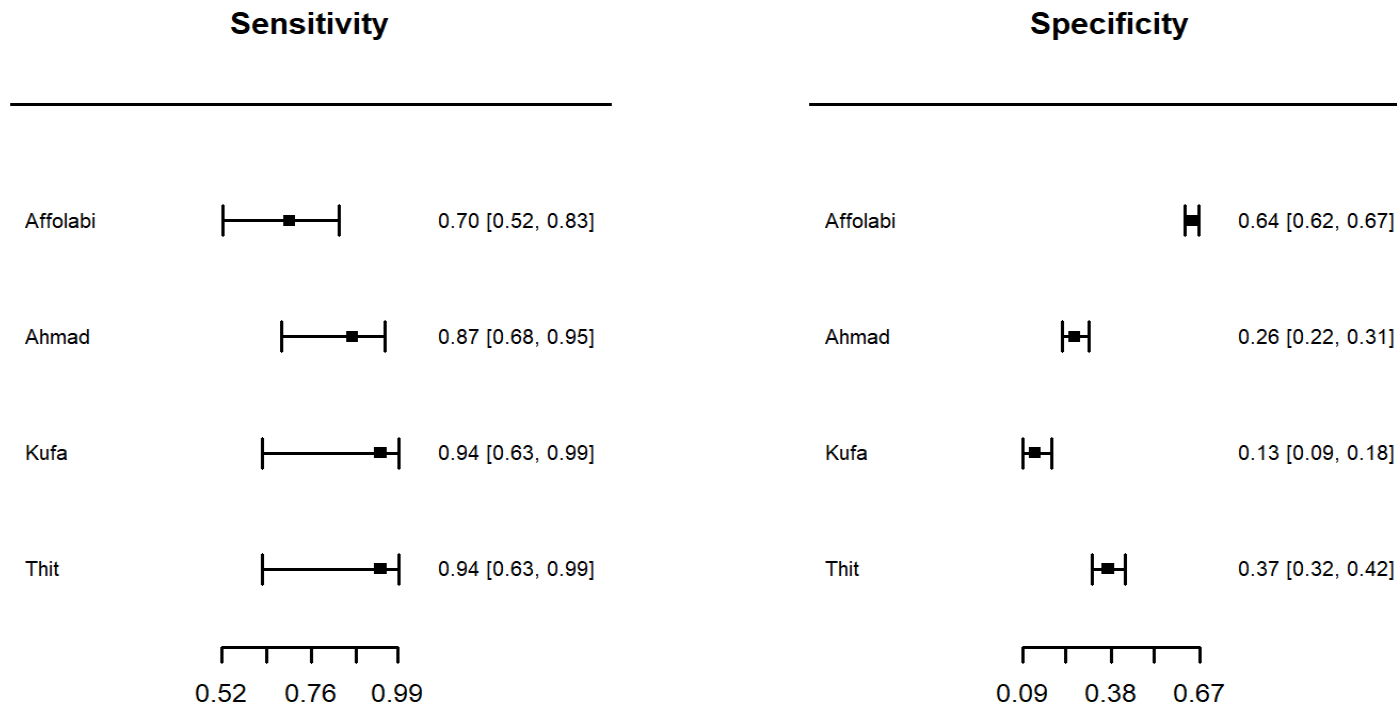 Sensitivity
Affolabi 0.70 [0.52, 0.83]
Ahmad 0.87 [0.68, 0.95]
Kufa 0.94 [0.63, 0.99]
Thit 0.94 [0.63, 0.99]
0.52 0.76 0.99
Specificity
Affolabi 0.64 [0.62, 0.67]
Ahmad 0.26 [0.22, 0.31]
Kufa 0.13 [0.09, 0.18]
Thit 0.37 [0.32, 0.42]
0.09 0.38 0.67